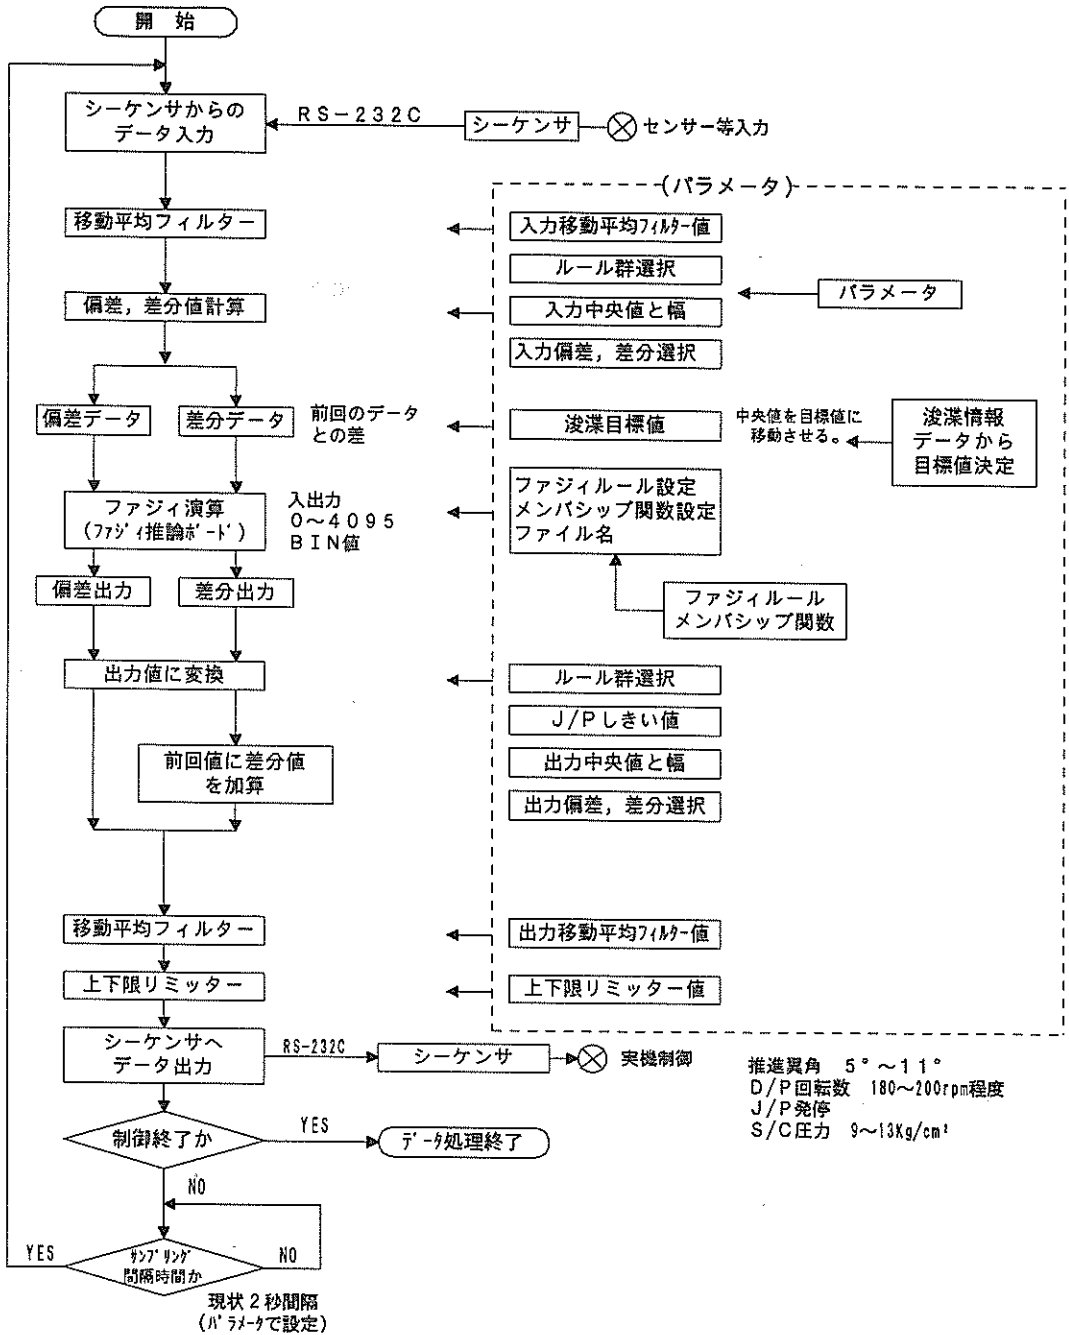 開 始
シーケンサからの
データ入力
RS-232C
シーケンサ
センサー等入力
(パラメータ)
移動平均フィルター
入力移動平均フィルター値
ルール群選択
パラメータ
偏差,差分値計算
入力中央値と幅
入力偏差,差分選択
偏差データ
差分データ
前回のデータ
との差
浚渫目標値
中央値を目標値に
移動させる。
浚渫情報
データから
目標値決定
ファジィ演算
(ファジィ推論ボード)
入出力
0~4095
BIN値
ファジィルール設定
メンバシップ関数設定
ファイル名
偏差出力
差分出力
ファジィルール
メンバシップ関数
出力値に変換
ルール群選択
J/Pしきい値
前回値に差分値
を加算
出力中央値と幅
出力偏差,差分選択
移動平均フィルター
出力移動平均フィルター値
上下限リミッター
上下限リミッター値
シーケンサへ
データ出力
RS-232C
シーケンサ
実機制御
推進翼角 5°~11°
D/P回転数 180~200rpm程度
J/P発停
S/C圧力 9~13Kg/cm²
制御終了か
YES
データ処理終了
NO
サンプリング
間隔時間か
YES
NO
現状2秒間隔
(パラメータで設定)